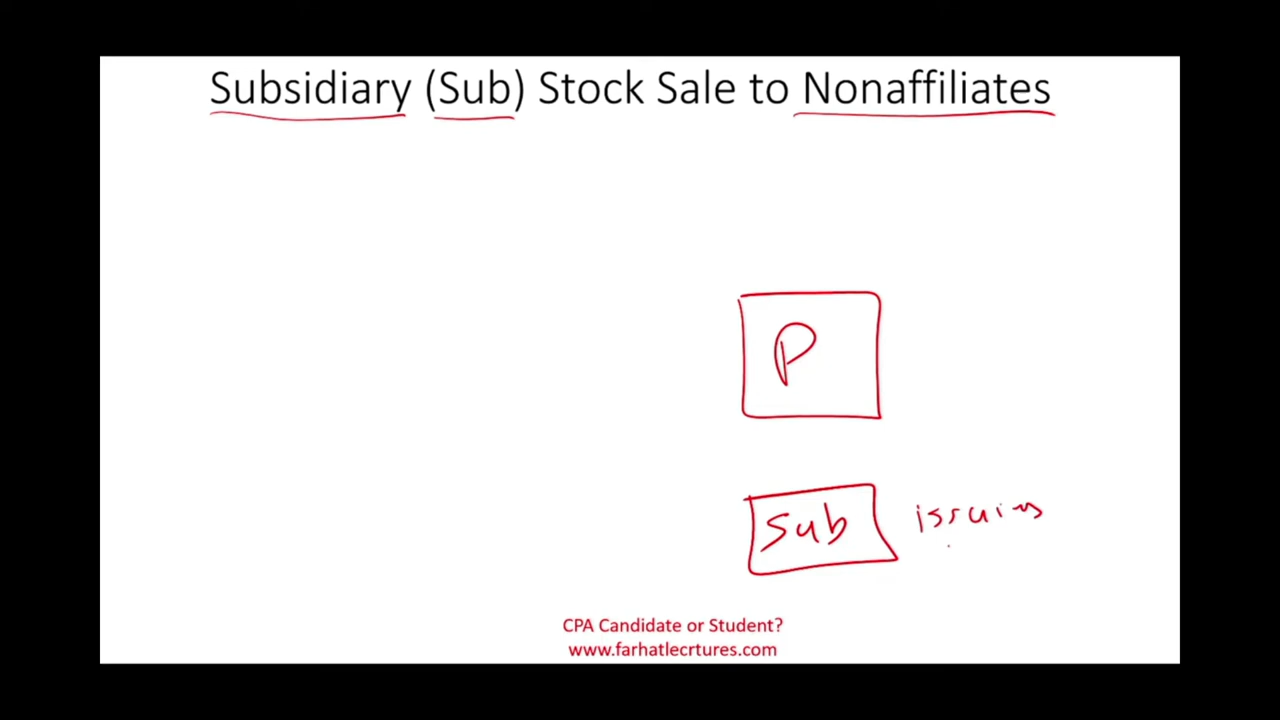 Subsidiary (Sub) Stock Sale to Nonaffiliates
P
Sub issuing
CPA Candidate or Student?
www.farhatlecrtures.com